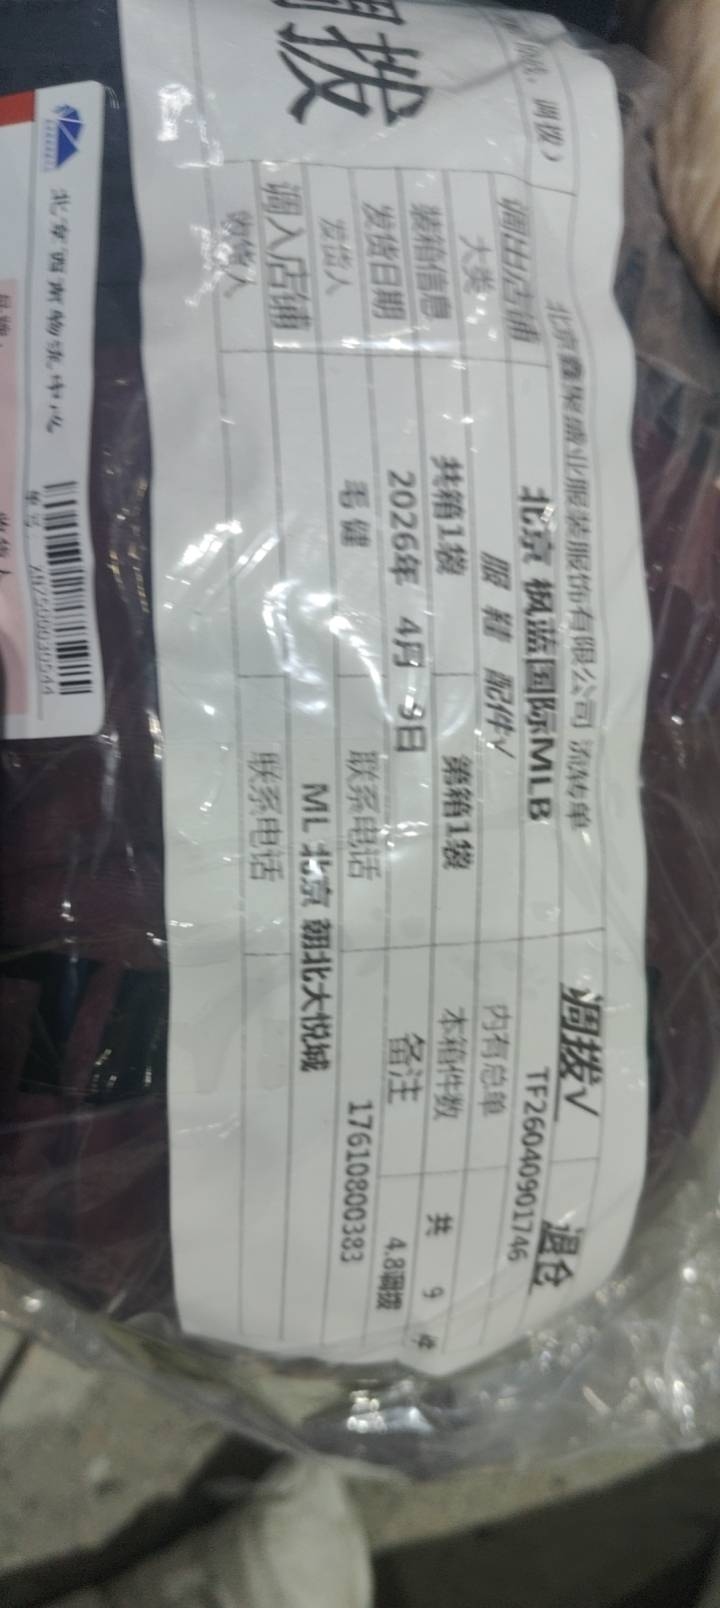 调拨
调拨）
北京鑫聚盛业服装服饰有限公司 流转单 调拨√ 退仓
调出店铺 北京 枫蓝国际MLB TF26040901746
大类 服 鞋 配件√ 内有总单
装箱信息 共箱1袋 第箱1袋 本箱件数 共 9 件
发货日期 2026年 4月 9日 备注 4.8调拨
发货人 毛健 联系电话 17610800383
调入店铺 ML 北京 朝北大悦城
收货人 联系电话
北京西南物流中心